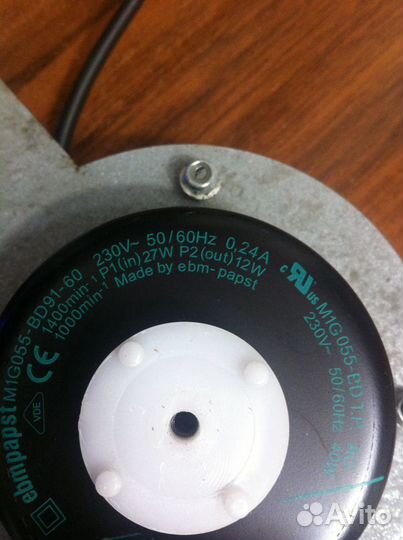 ebmpapst M1G055-BD91-60 230V~ 50/60Hz 0,24A
1400min-1 P1(in) 27W P2(out) 12W
1000min-1 Made by ebm-papst
CE
VDE
c RU us M1G055-BD
230V~ 50/60Hz
Avito